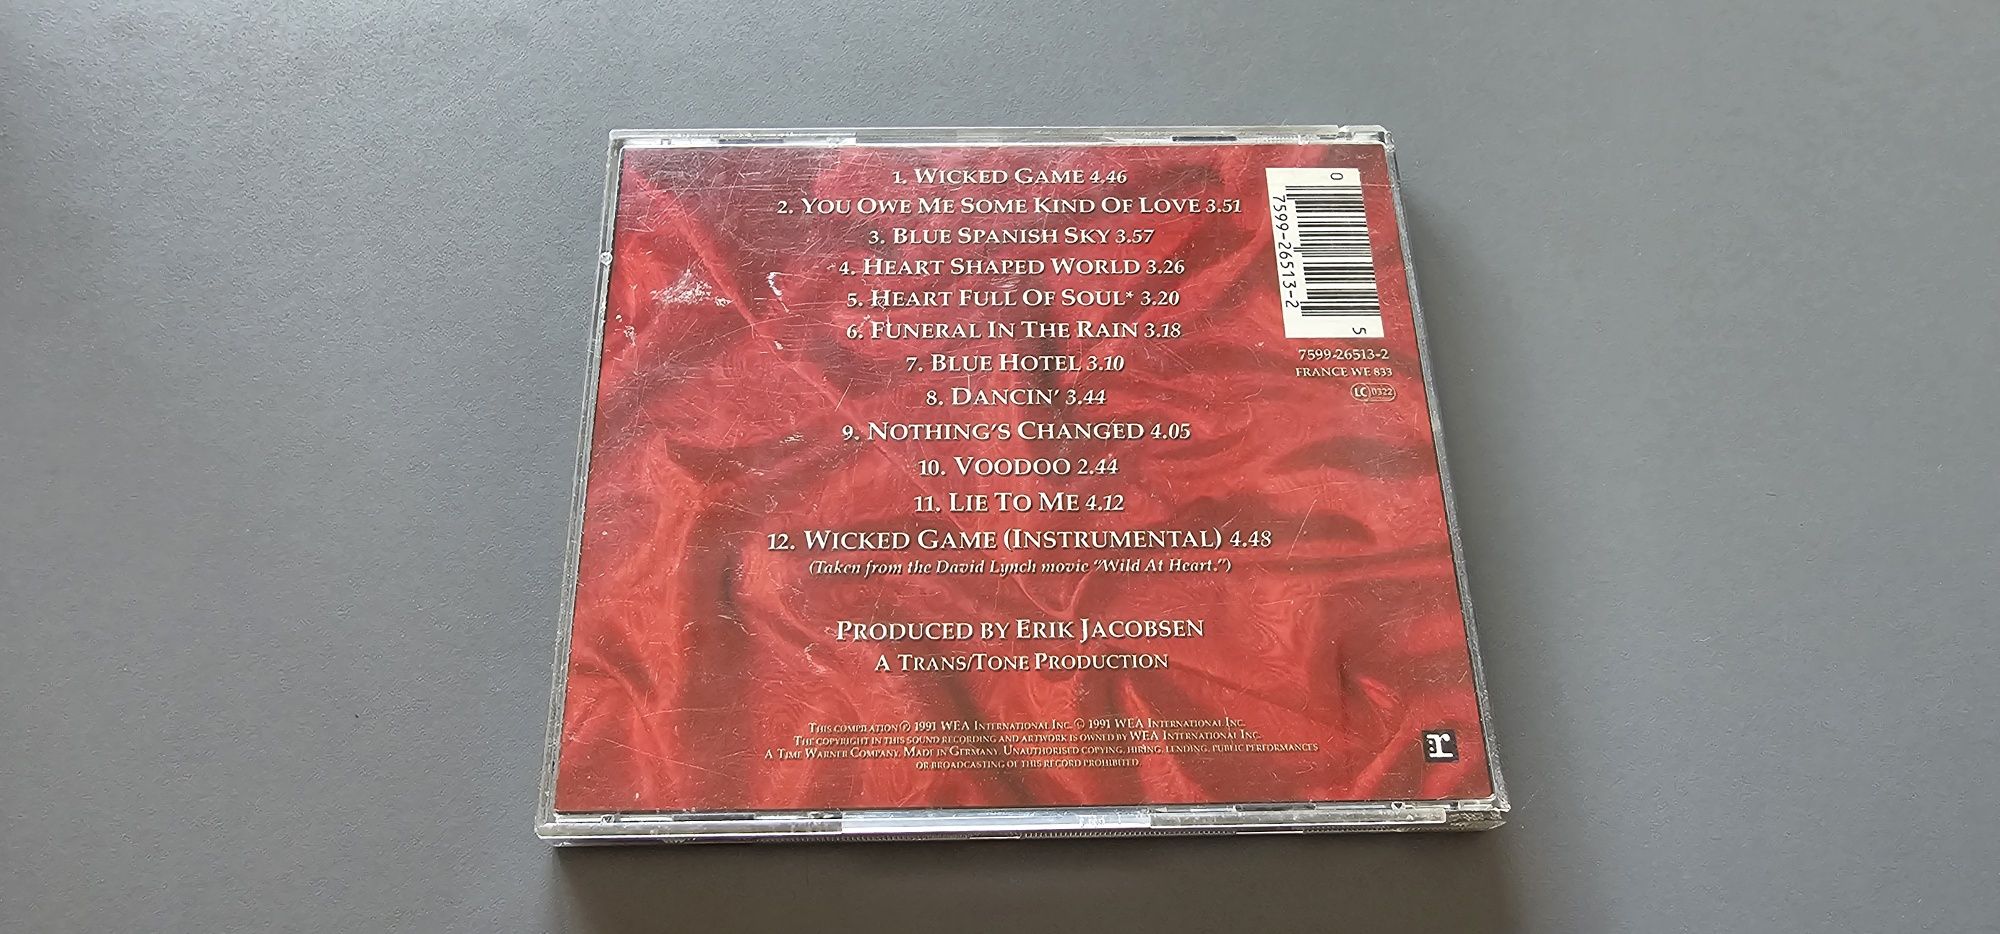 1. WICKED GAME 4.46
2. YOU OWE ME SOME KIND OF LOVE 3.51
3. BLUE SPANISH SKY 3.57
4. HEART SHAPED WORLD 3.26
5. HEART FULL OF SOUL* 3.20
6. FUNERAL IN THE RAIN 3.18
7. BLUE HOTEL 3.10
8. DANCIN' 3.44
9. NOTHING'S CHANGED 4.05
10. VOODOO 2.44
11. LIE TO ME 4.12
12. WICKED GAME (INSTRUMENTAL) 4.48
(Taken from the David Lynch movie "Wild At Heart.")
PRODUCED BY ERIK JACOBSEN
A TRANS/TONE PRODUCTION
THIS COMPILATION ℗ 1991 WEA INTERNATIONAL INC. © 1991 WEA INTERNATIONAL INC.
THE COPYRIGHT IN THIS SOUND RECORDING AND ARTWORK IS OWNED BY WEA INTERNATIONAL INC.
A TIME WARNER COMPANY. MADE IN GERMANY. UNAUTHORISED COPYING, HIRING, LENDING, PUBLIC PERFORMANCES
OR BROADCASTING OF THIS RECORD PROHIBITED.
0 7599-26513-2 5
7599-26513-2
FRANCE WE 833
LC 0322
r